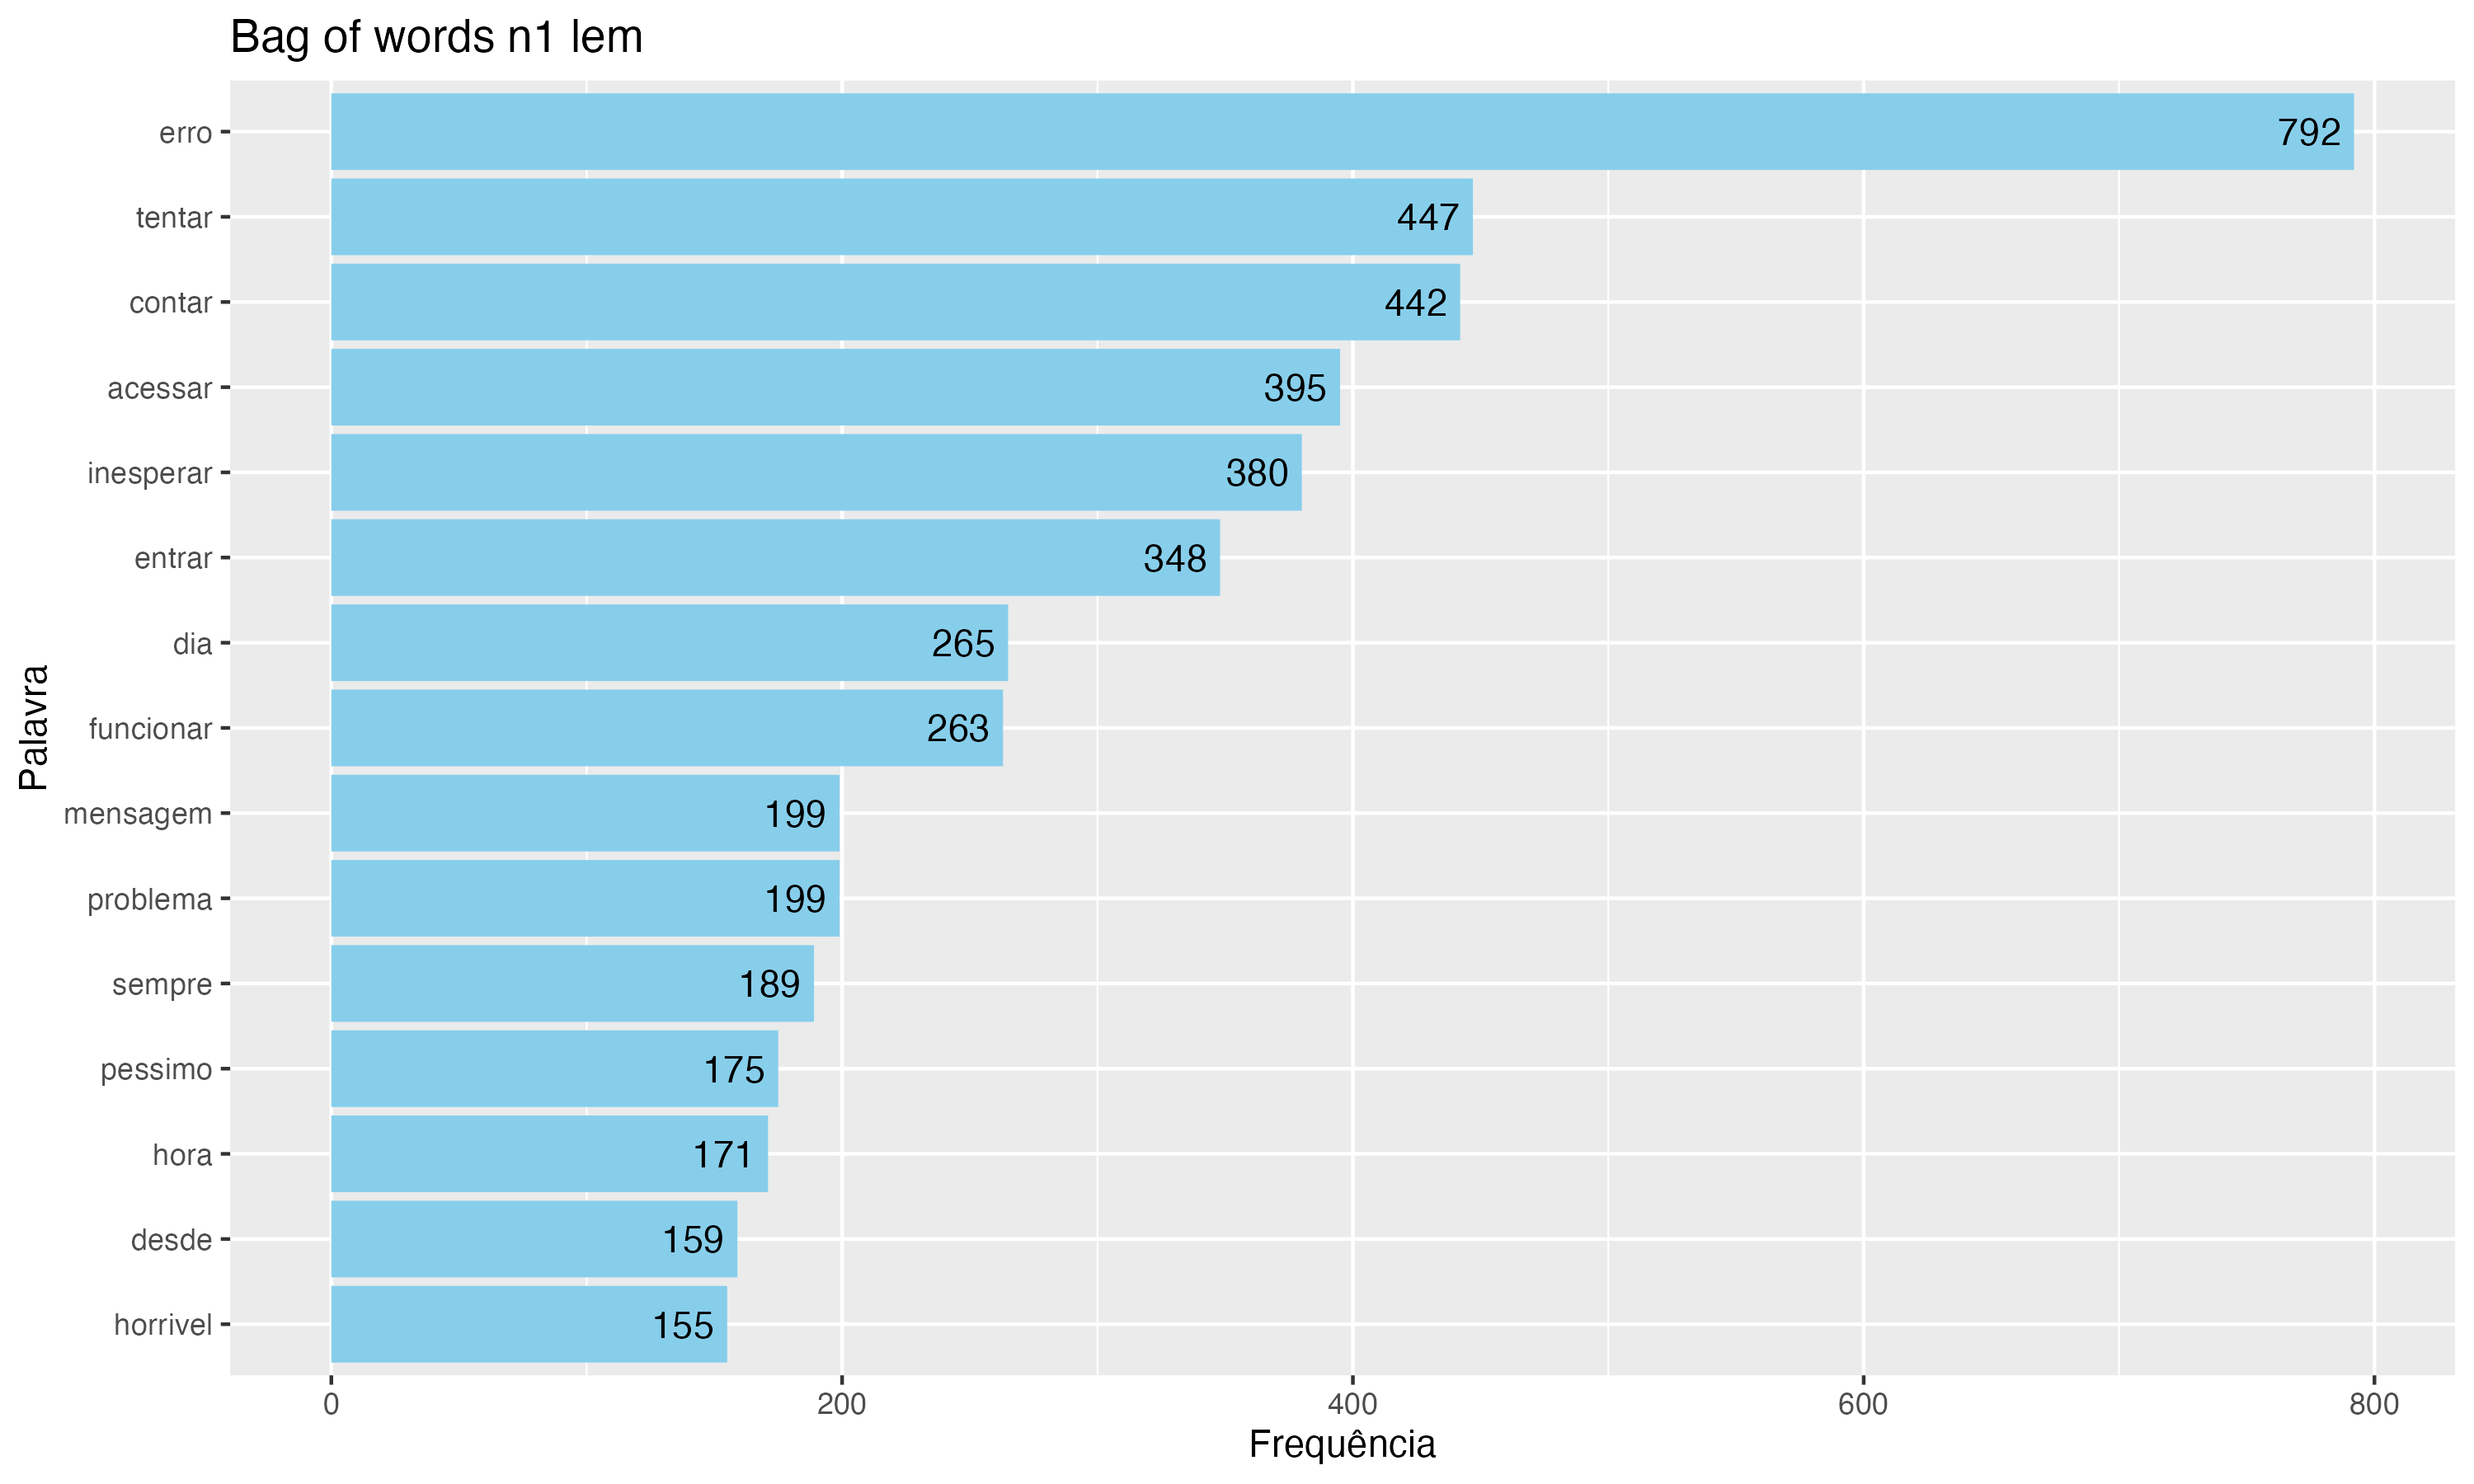 Bag of words n1 lem
Palavra
erro 792
tentar 447
contar 442
acessar 395
inesperar 380
entrar 348
dia 265
funcionar 263
mensagem 199
problema 199
sempre 189
pessimo 175
hora 171
desde 159
horrivel 155
0 200 400 600 800
Frequência